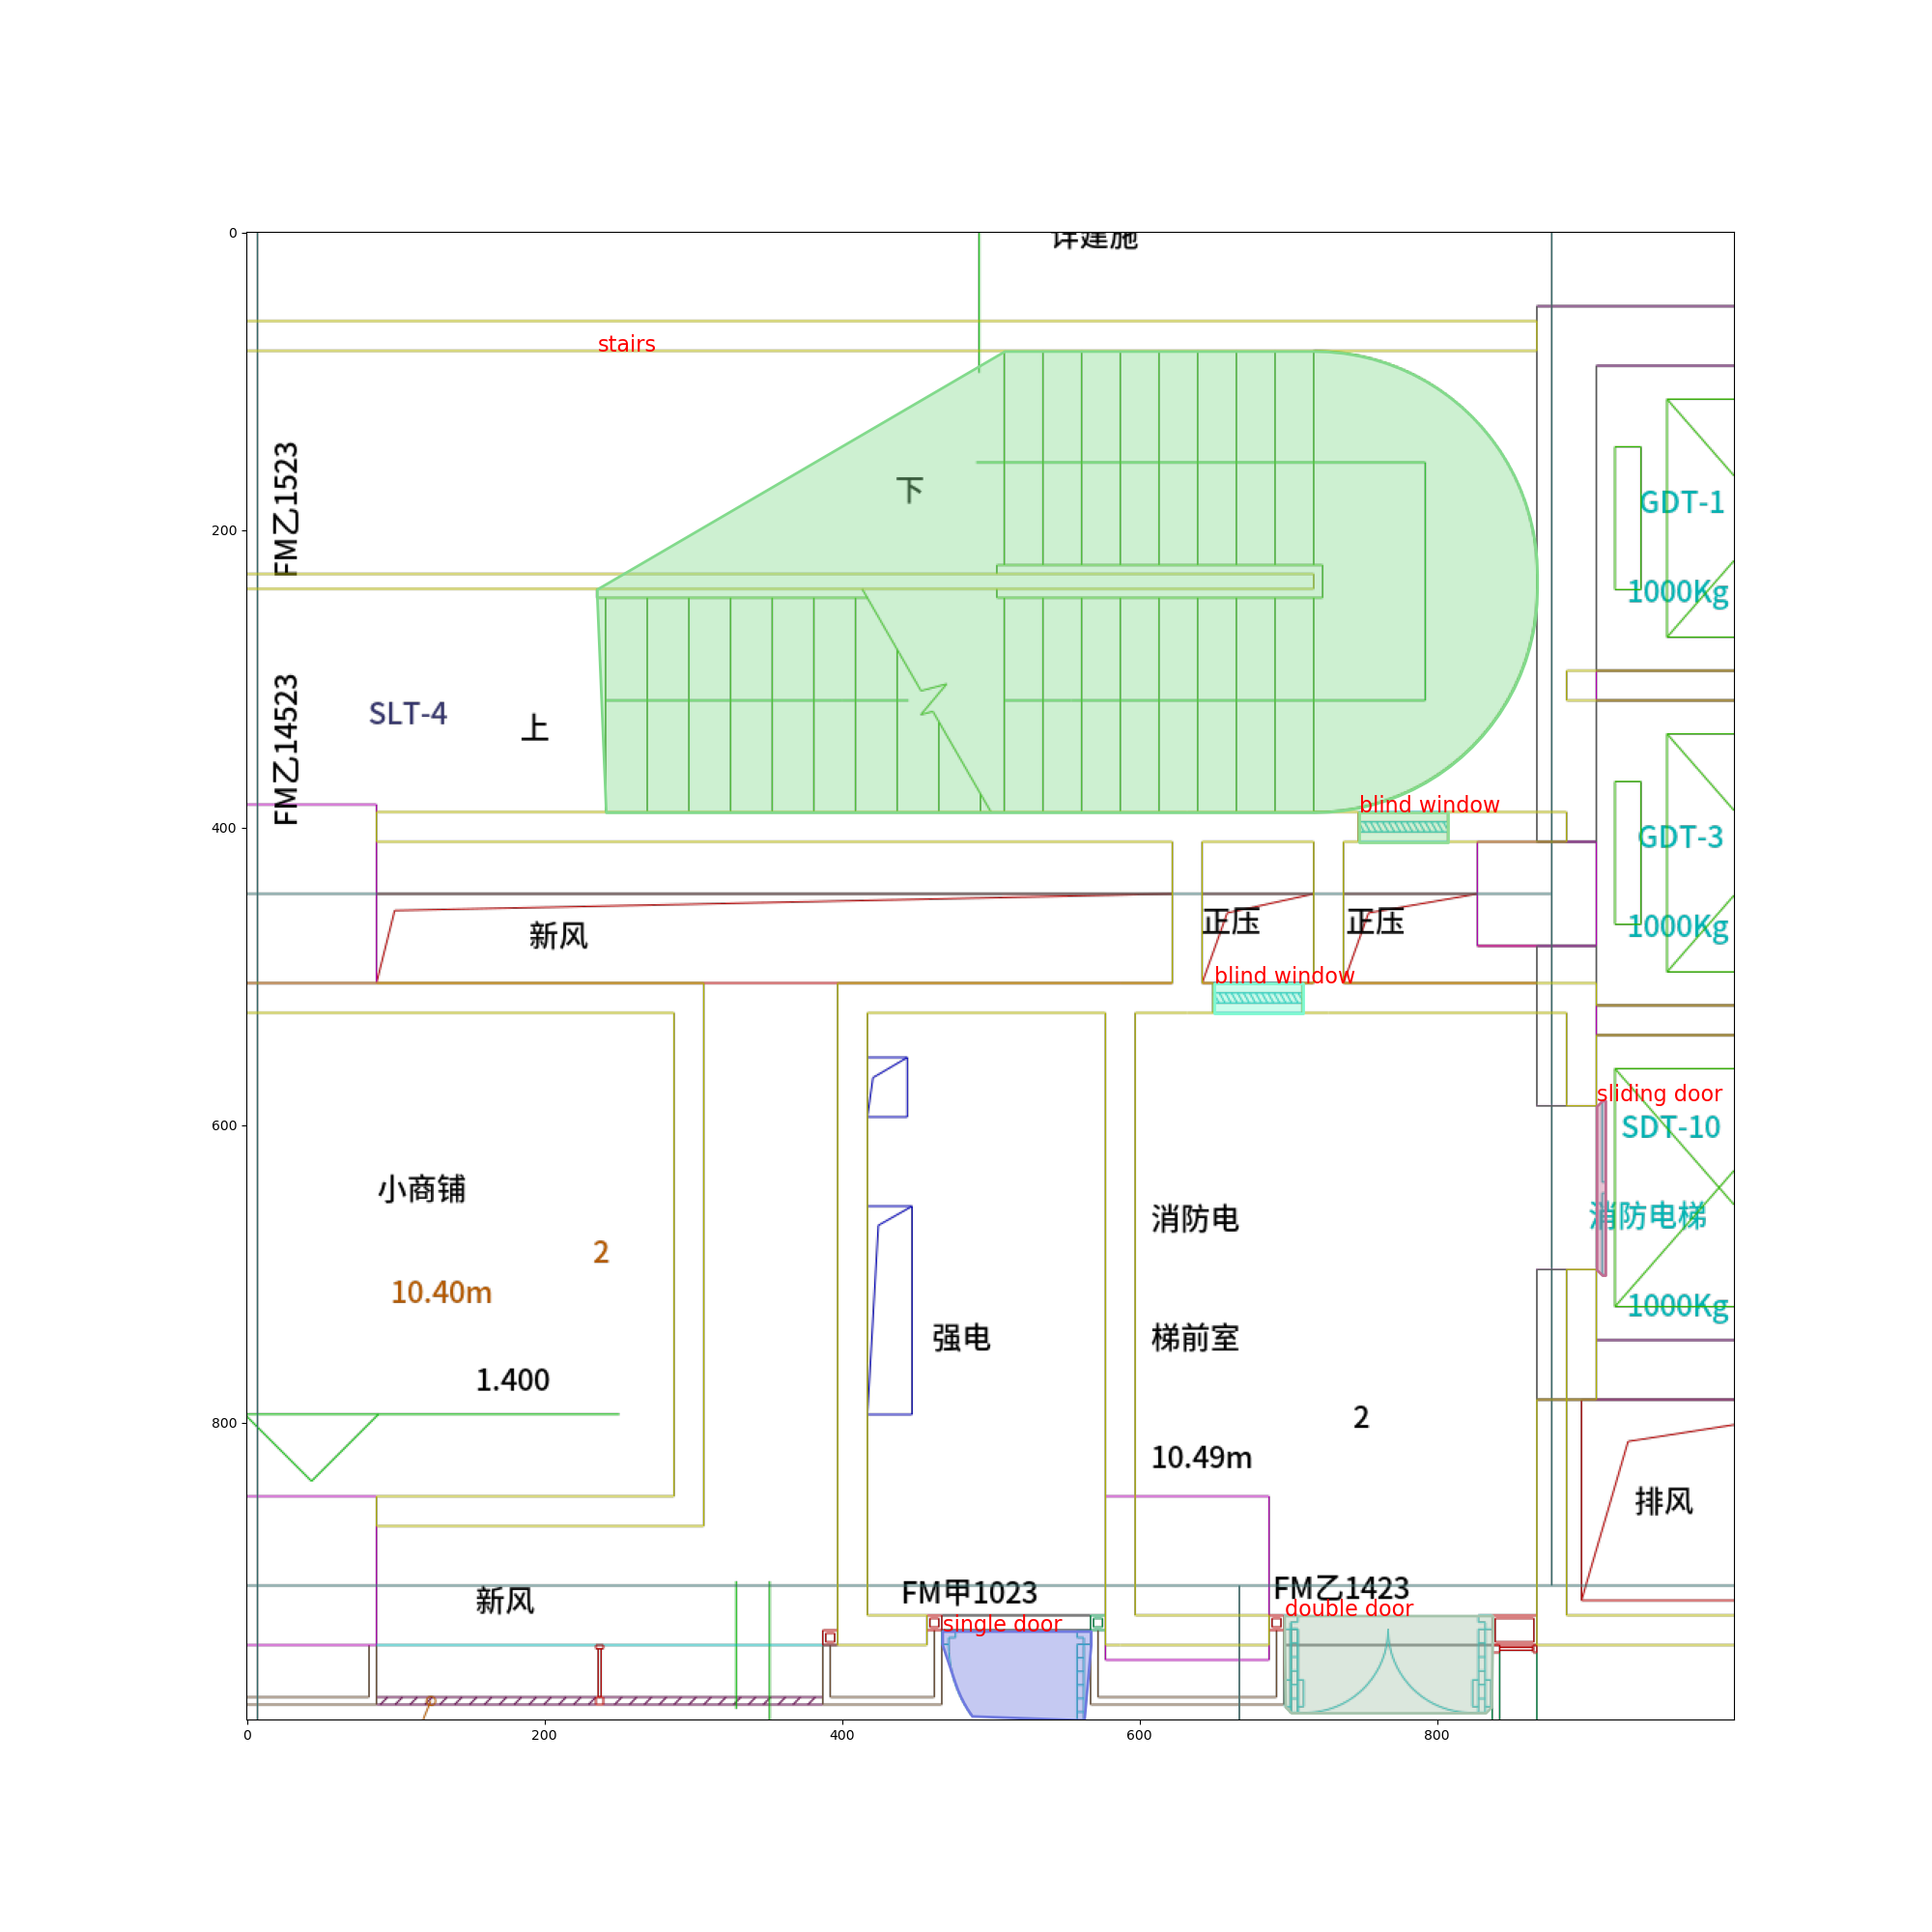 详建施
0
stairs
FM乙1523
下
GDT-1
200
1000Kg
FM乙14523
SLT-4
上
blind window
400
GDT-3
新风
正压
正压
1000Kg
blind window
sliding door
600
SDT-10
小商铺
消防电
消防电梯
2
10.40m
1000Kg
强电
梯前室
1.400
2
800
10.49m
排风
新风
FM甲1023
FM乙1423
double door
single door
0
200
400
600
800